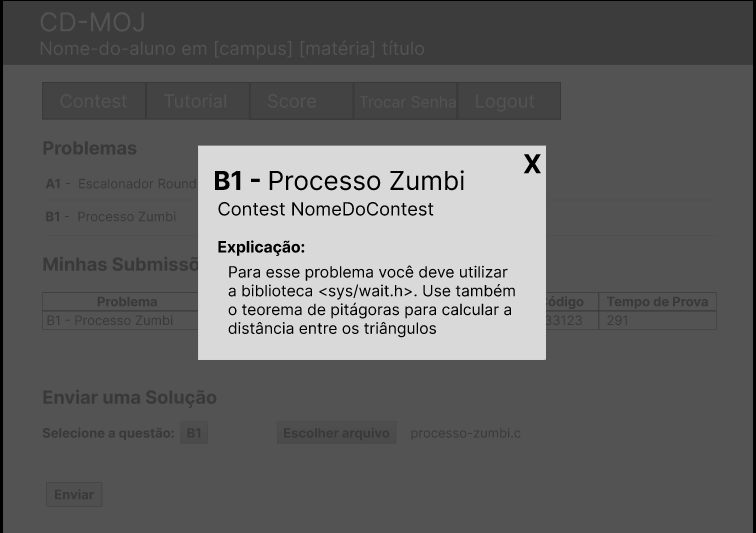 CD-MOJ
Nome-do-aluno em [campus] [matéria] título
Contest Tutorial Score Trocar Senha Logout
Problemas
A1 - Escalonador Round
B1 - Processo Zumbi
X
B1 - Processo Zumbi
Contest NomeDoContest
Explicação:
Para esse problema você deve utilizar
a biblioteca <sys/wait.h>. Use também
o teorema de pitágoras para calcular a
distância entre os triângulos
Minhas Submissõ
Problema ódigo Tempo de Prova
B1 - Processo Zumbi 33123 291
Enviar uma Solução
Selecione a questão: B1 Escolher arquivo processo-zumbi.c
Enviar